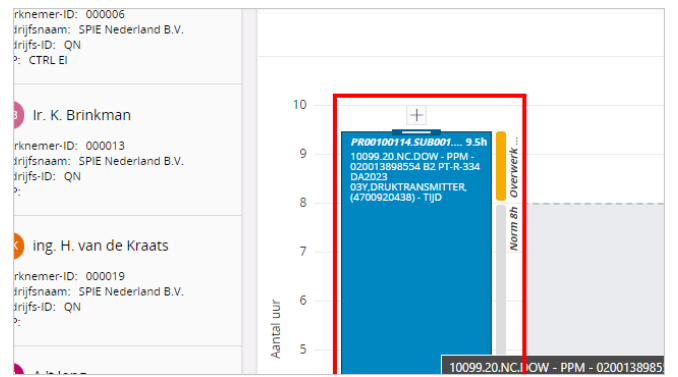 rknemer-ID: 000006
drijfsnaam: SPIE Nederland B.V.
drijfs-ID: QN
P: CTRL EI
Ir. K. Brinkman
rknemer-ID: 000013
drijfsnaam: SPIE Nederland B.V.
drijfs-ID: QN
P:
ing. H. van de Kraats
rknemer-ID: 000019
drijfsnaam: SPIE Nederland B.V.
drijfs-ID: QN
P:
10
9
8
7
6
5
Aantal uur
PR00100114.SUB001.... 9.5h
10099.20.NC.DOW - PPM -
020013898554 B2 PT-R-334
DA2023
03Y,DRUKTRANSMITTER,
(4700920438) - TIJD
Overwerk ...
Norm 8h
10099.20.NC.DOW - PPM - 0200138985